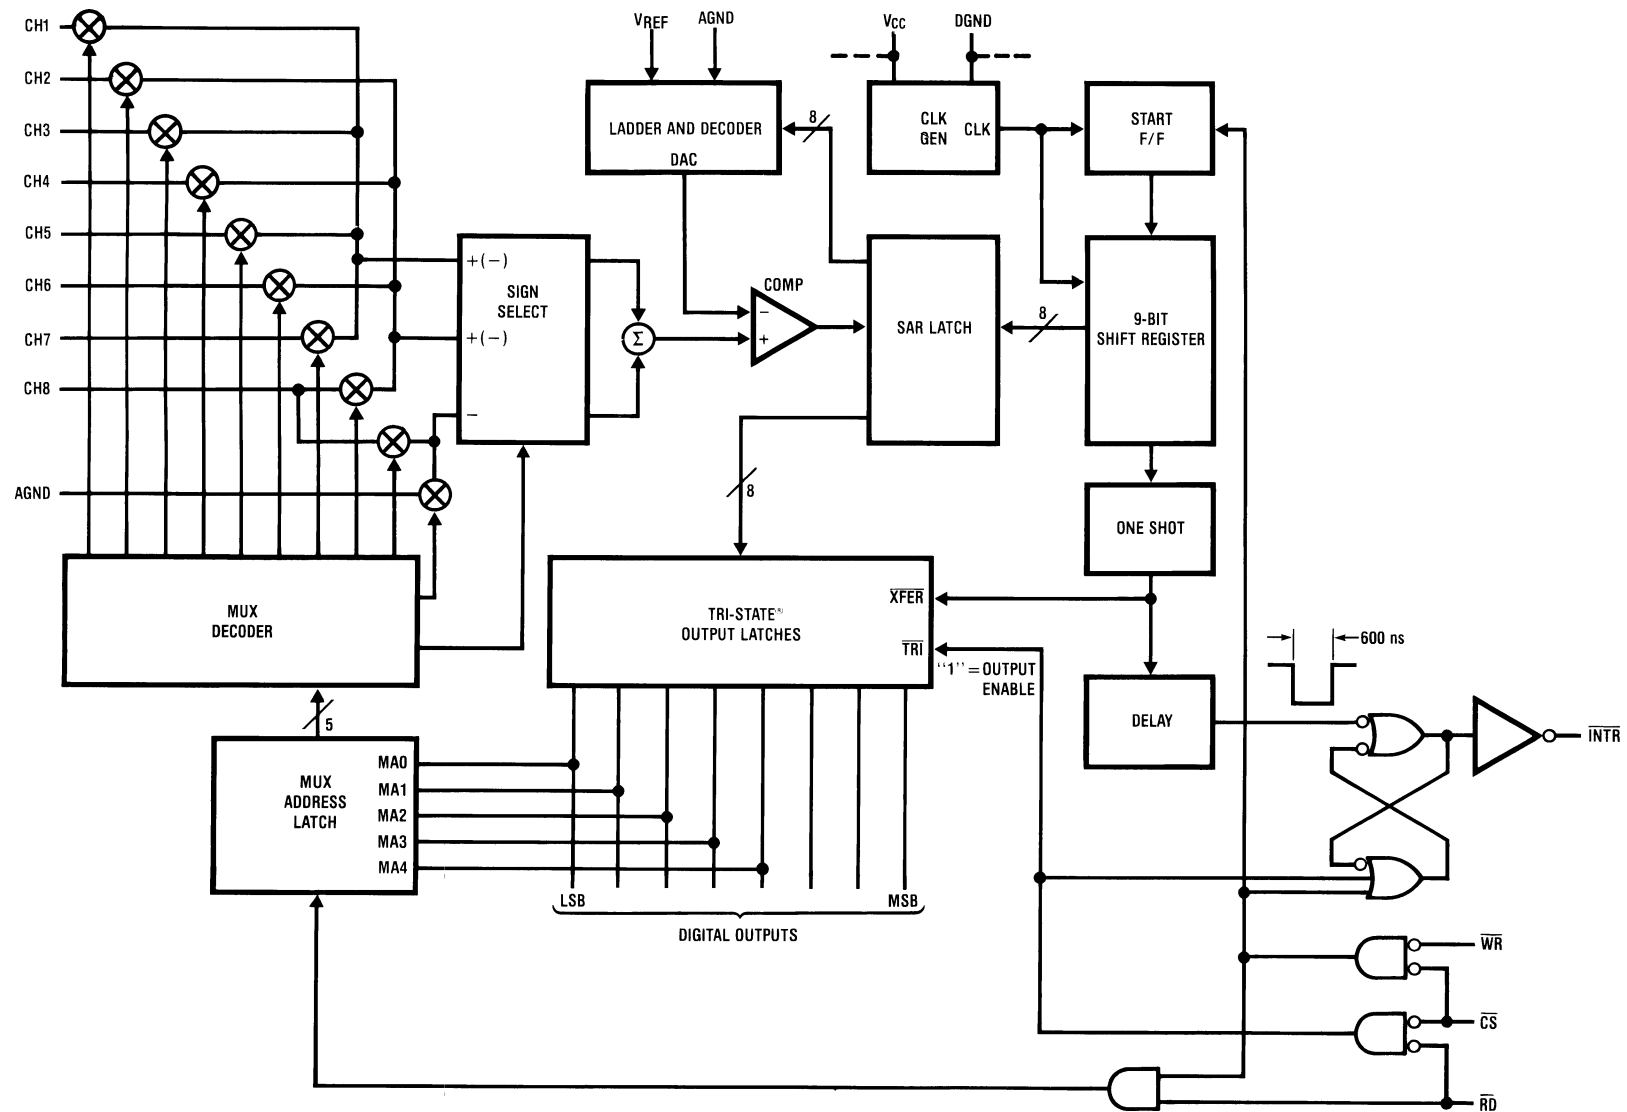 CH1
CH2
CH3
CH4
CH5
CH6
CH7
CH8
AGND
VREF
AGND
LADDER AND DECODER
DAC
8
VCC
DGND
CLK
GEN
CLK
START
F/F
+(−)
+(−)
−
SIGN
SELECT
Σ
COMP
−
+
SAR LATCH
8
9-BIT
SHIFT REGISTER
8
ONE SHOT
MUX
DECODER
TRI-STATE®
OUTPUT LATCHES
XFER
TRI
"1" = OUTPUT
ENABLE
DELAY
600 ns
INTR
5
MUX
ADDRESS
LATCH
MA0
MA1
MA2
MA3
MA4
LSB
MSB
DIGITAL OUTPUTS
WR
CS
RD